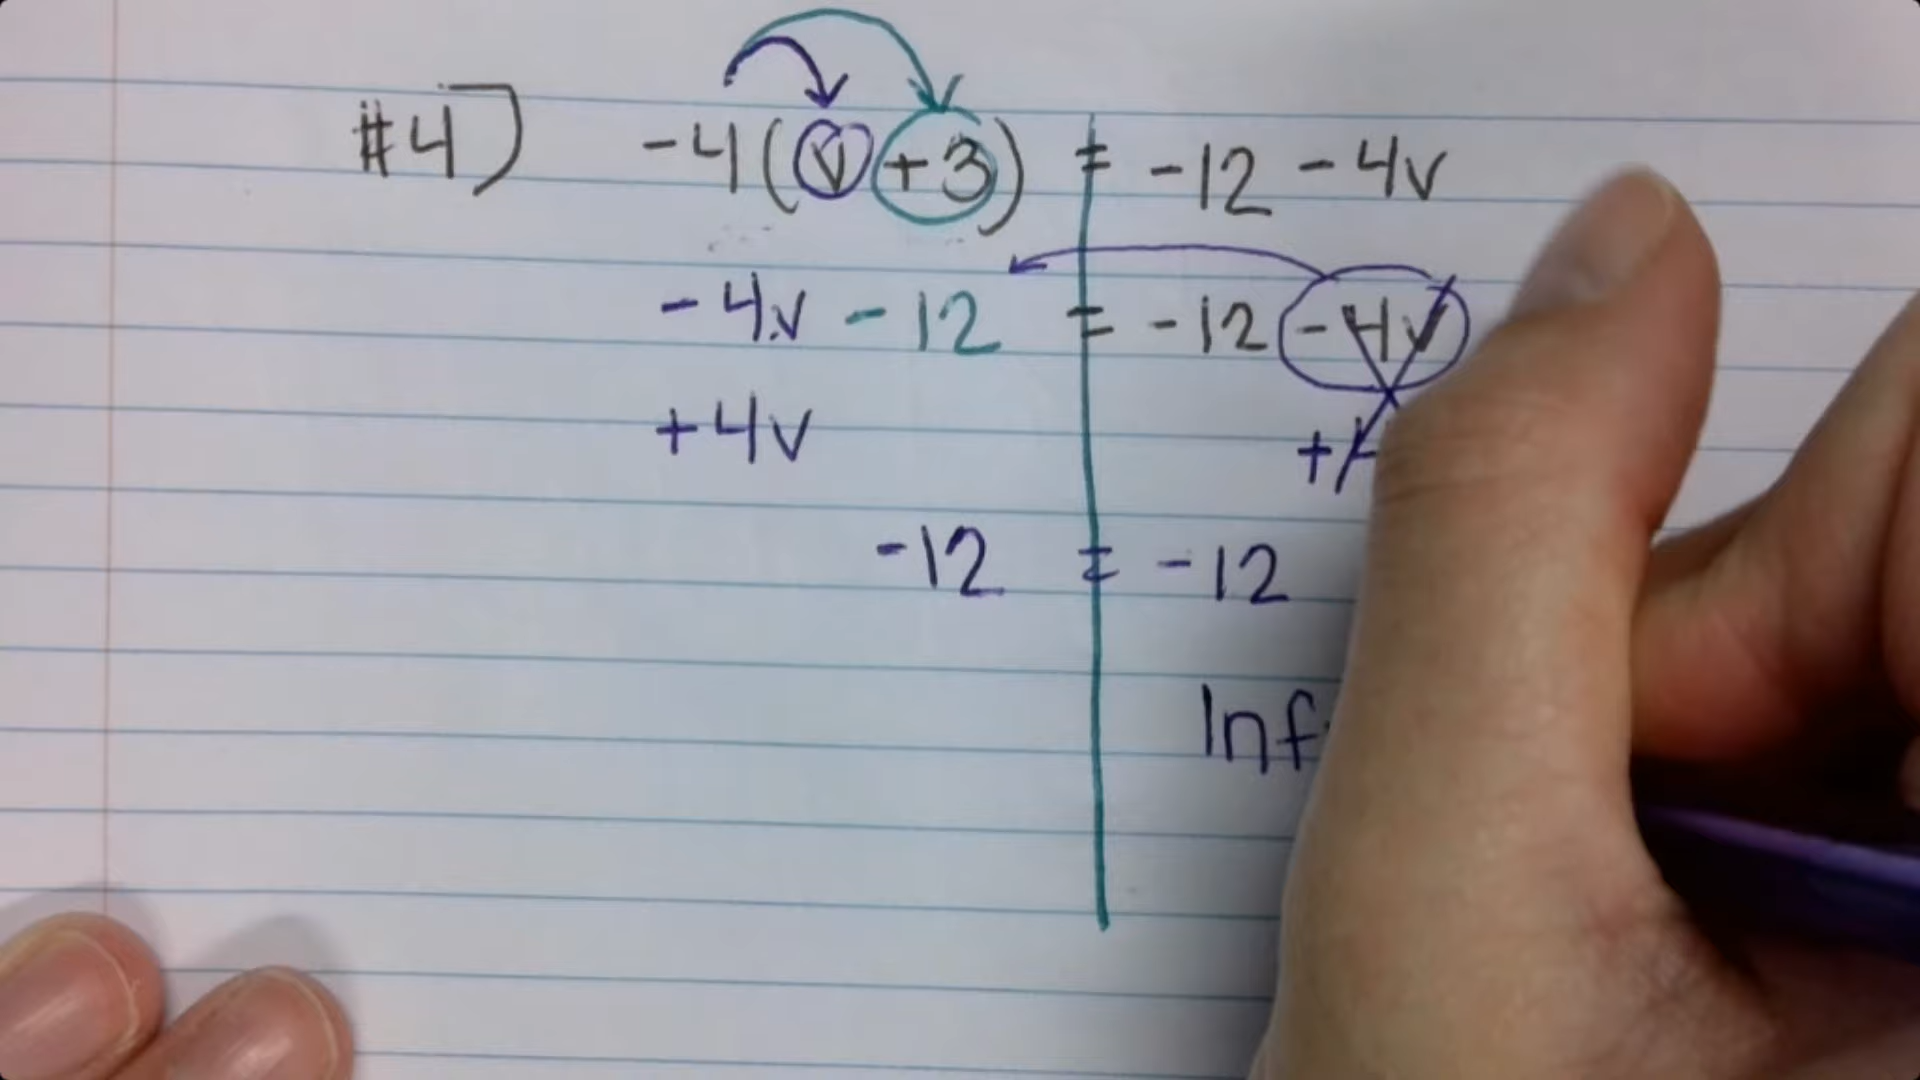 #4) -4(v+3) = -12 - 4v
-4v - 12 = -12 - 4v
+4v +
-12 = -12
Inf